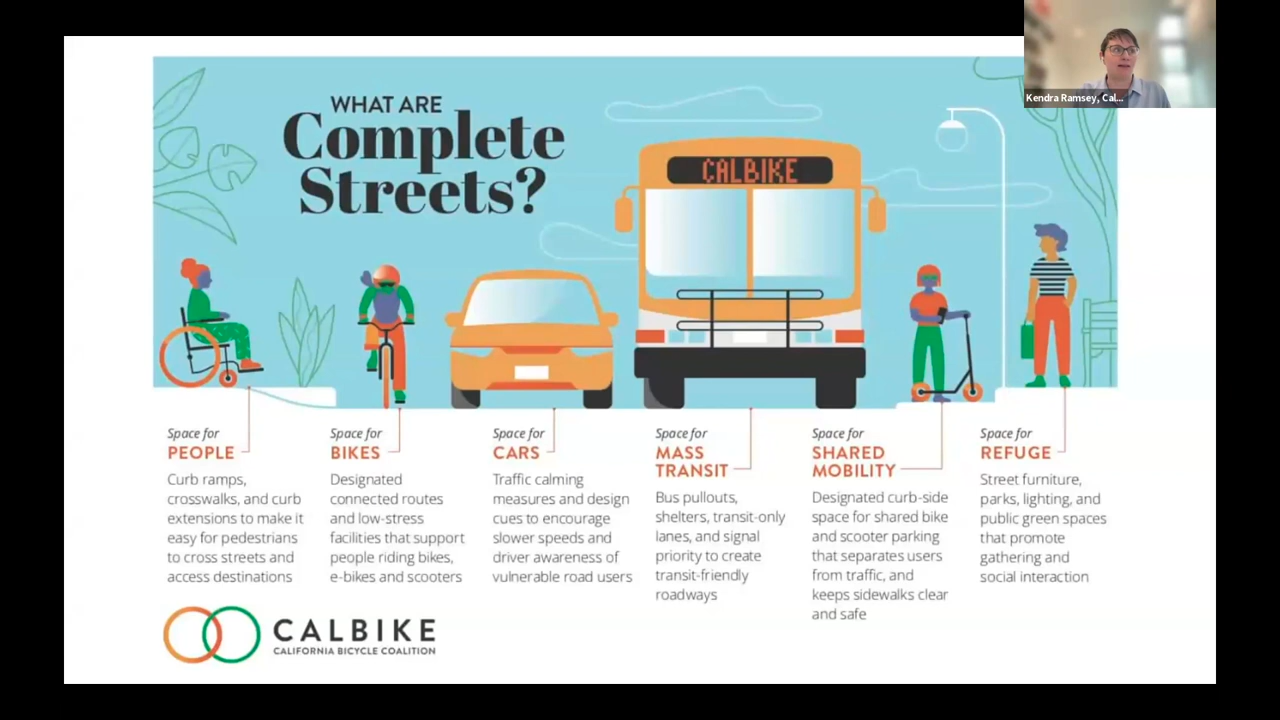 WHAT ARE
Complete
Streets?
CALBIKE
Kendra Ramsey, Cal...
Space for
PEOPLE
Curb ramps,
crosswalks, and curb
extensions to make it
easy for pedestrians
to cross streets and
access destinations
Space for
BIKES
Designated
connected routes
and low-stress
facilities that support
people riding bikes,
e-bikes and scooters
Space for
CARS
Traffic calming
measures and design
cues to encourage
slower speeds and
driver awareness of
vulnerable road users
Space for
MASS
TRANSIT
Bus pullouts,
shelters, transit-only
lanes, and signal
priority to create
transit-friendly
roadways
Space for
SHARED
MOBILITY
Designated curb-side
space for shared bike
and scooter parking
that separates users
from traffic, and
keeps sidewalks clear
and safe
Space for
REFUGE
Street furniture,
parks, lighting, and
public green spaces
that promote
gathering and
social interaction
CALBIKE
CALIFORNIA BICYCLE COALITION